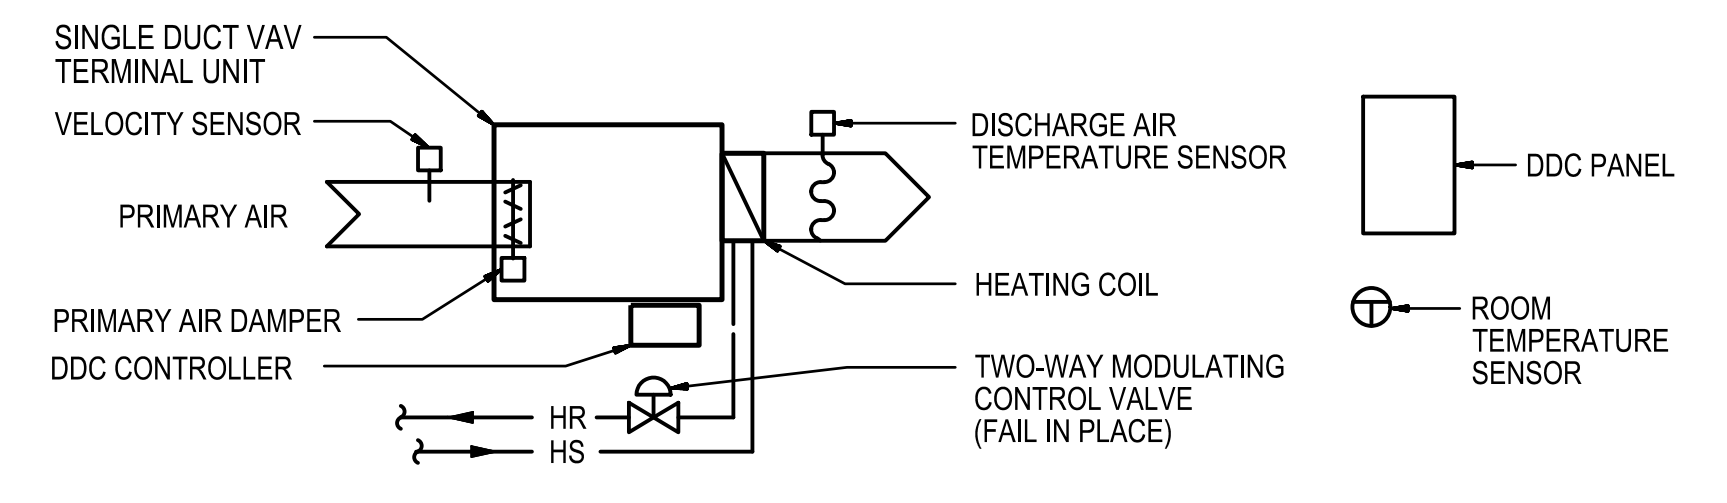 SINGLE DUCT VAV
TERMINAL UNIT
VELOCITY SENSOR
PRIMARY AIR
PRIMARY AIR DAMPER
DDC CONTROLLER
HR
HS
DISCHARGE AIR
TEMPERATURE SENSOR
HEATING COIL
TWO-WAY MODULATING
CONTROL VALVE
(FAIL IN PLACE)
DDC PANEL
T
ROOM
TEMPERATURE
SENSOR